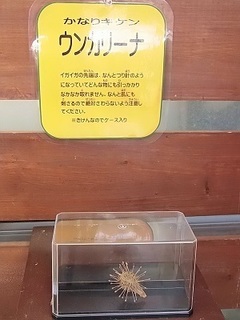 かなりキケン
ウンカリーナ
イガイガの先端は、なんとつり針のよう
になっていてどんな物にも引っかかり
なかなか取れません。なんと肌にも
刺さるので絶対さわらないよう注意し
てください。
※きけんなのでケース入り